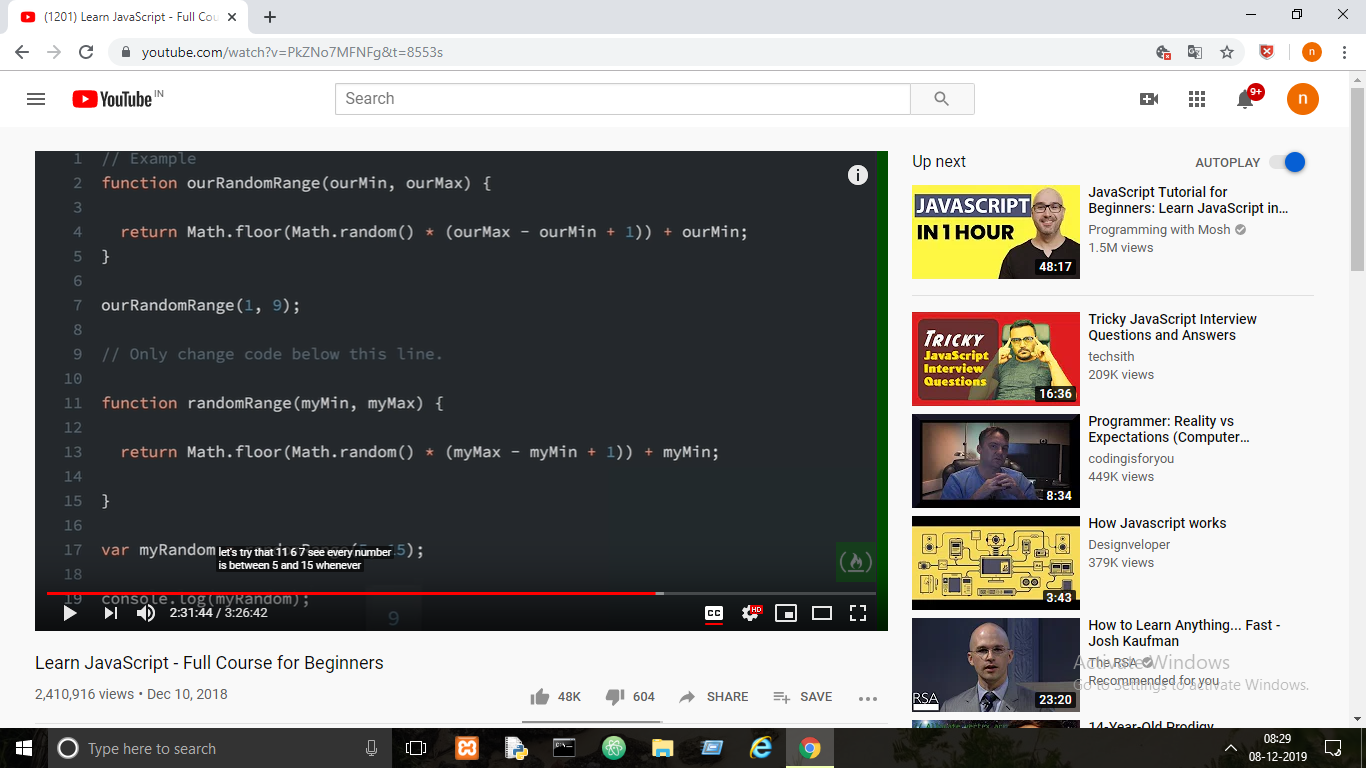 (1201) Learn JavaScript - Full Cou
youtube.com/watch?v=PkZNo7MFNFg&t=8553s
n
YouTube IN
Search
9+
n
1 // Example
2 function ourRandomRange(ourMin, ourMax) {
3
4 return Math.floor(Math.random() * (ourMax - ourMin + 1)) + ourMin;
5 }
6
7 ourRandomRange(1, 9);
8
9 // Only change code below this line.
10
11 function randomRange(myMin, myMax) {
12
13 return Math.floor(Math.random() * (myMax - myMin + 1)) + myMin;
14
15 }
16
17 var myRandom 15);
let's try that 11 6 7 see every number
is between 5 and 15 whenever
18
19 console.log(myRandom);
9
2:31:44 / 3:26:42
CC
HD
Learn JavaScript - Full Course for Beginners
2,410,916 views • Dec 10, 2018
48K 604 SHARE SAVE
Up next
AUTOPLAY
JAVASCRIPT
IN 1 HOUR
48:17
JavaScript Tutorial for
Beginners: Learn JavaScript in...
Programming with Mosh
1.5M views
TRICKY
JavaScript
Interview
Questions
16:36
Tricky JavaScript Interview
Questions and Answers
techsith
209K views
8:34
Programmer: Reality vs
Expectations (Computer...
codingisforyou
449K views
3:43
How Javascript works
Designveloper
379K views
RSA
23:20
How to Learn Anything... Fast -
Josh Kaufman
The RSA
Recommended for you
Activate Windows
Go to Settings to activate Windows.
14-Year-Old Prodigy
Type here to search
08:29
08-12-2019